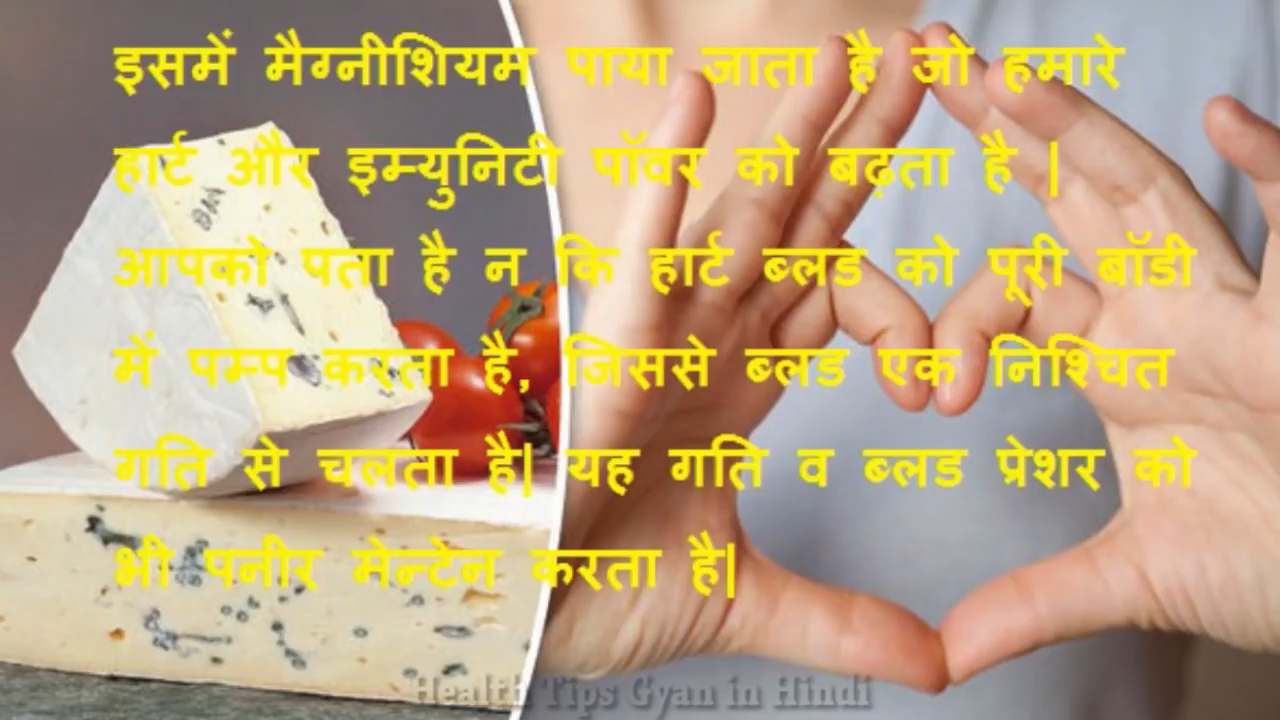 इसमें मैग्नीशियम पाया जाता है जो हमारे
हार्ट और इम्युनिटी पॉवर को बढ़ता है |
आपको पता है न कि हार्ट ब्लड को पूरी बॉडी
में पम्प करता है, जिससे ब्लड एक निश्चित
गति से चलता है| यह गति व ब्लड प्रेशर को
भी पनीर मेन्टेन करता है|
Health Tips Gyan in Hindi